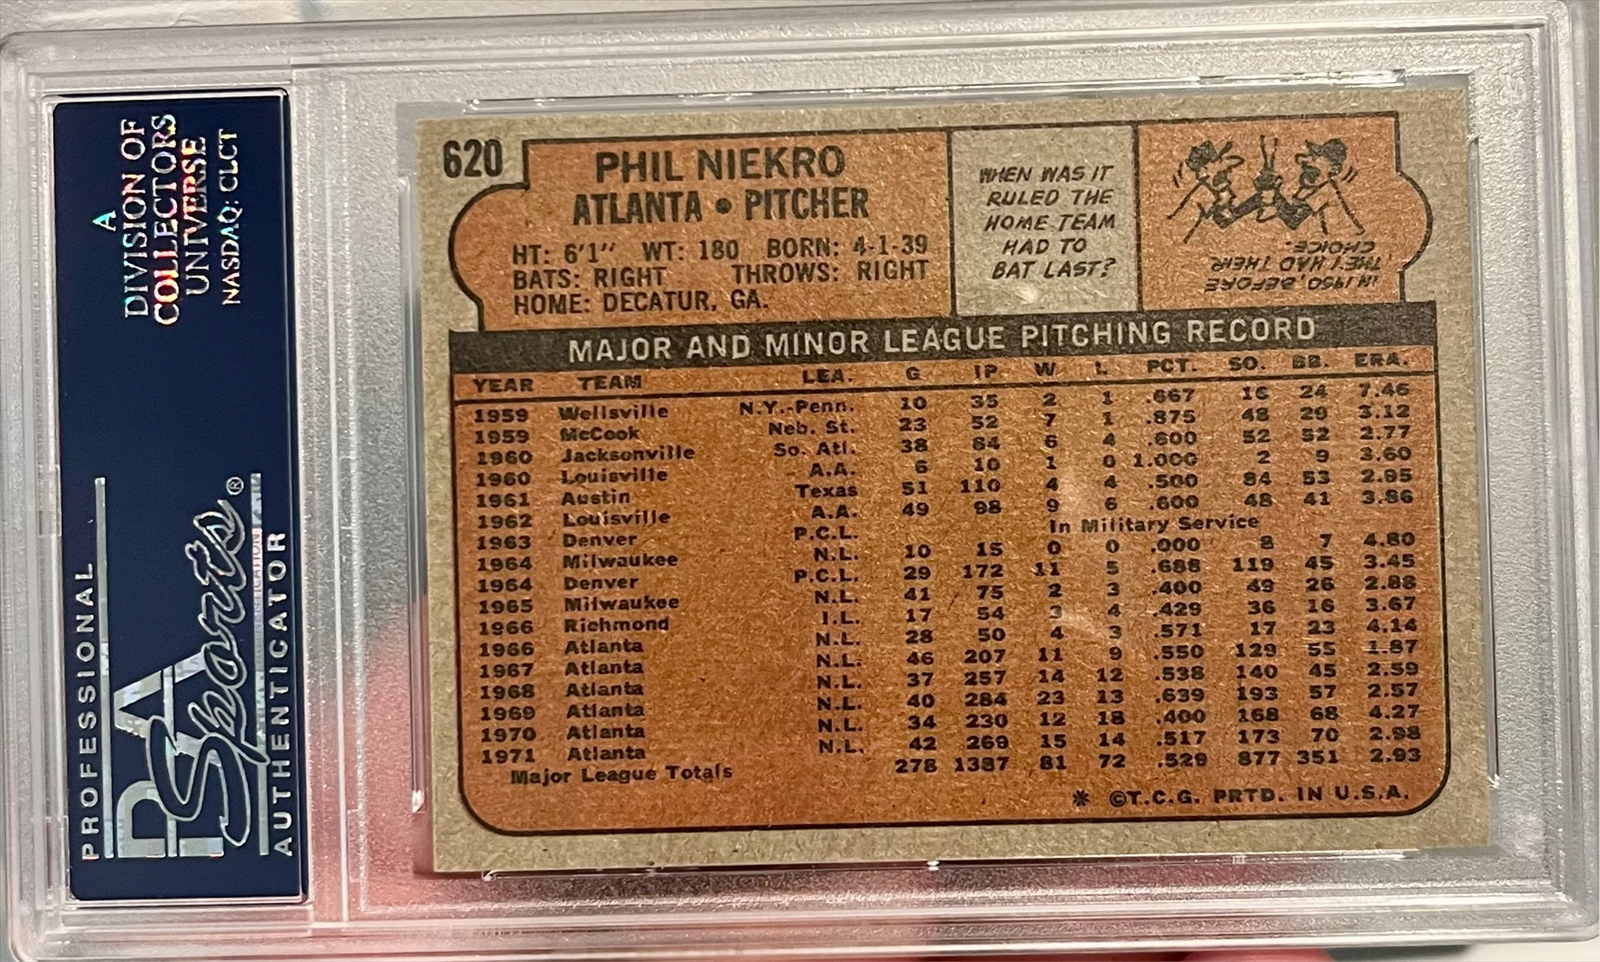 A
DIVISION OF
COLLECTORS
UNIVERSE
NASDAQ: CLCT
PROFESSIONAL
PSA
Sports®
AUTHENTICATOR
620
PHIL NIEKRO
ATLANTA • PITCHER
HT: 6'1" WT: 180 BORN: 4-1-39
BATS: RIGHT THROWS: RIGHT
HOME: DECATUR, GA.
WHEN WAS IT
RULED THE
HOME TEAM
HAD TO
BAT LAST?
IN 1950. BEFORE
HAD THEIR
CHOICE.
MAJOR AND MINOR LEAGUE PITCHING RECORD
YEAR TEAM LEA. G IP W L PCT. SO. BB. ERA.
1959 Wellsville N.Y.-Penn. 10 35 2 1 .667 16 24 7.46
1959 McCook Neb. St. 23 52 7 1 .875 48 29 3.12
1960 Jacksonville So. Atl. 38 84 6 4 .600 52 52 2.77
1960 Louisville A.A. 6 10 1 0 1.000 2 9 3.60
1961 Austin Texas 51 110 4 4 .500 84 53 2.95
1962 Louisville A.A. 49 98 9 6 .600 48 41 3.86
1963 Denver P.C.L. In Military Service
1964 Milwaukee N.L. 10 15 0 0 .000 8 7 4.80
1964 Denver P.C.L. 29 172 11 5 .688 119 45 3.45
1965 Milwaukee N.L. 41 75 2 3 .400 49 26 2.88
1966 Richmond I.L. 17 54 3 4 .429 36 16 3.67
1966 Atlanta N.L. 28 50 4 3 .571 17 23 4.14
1967 Atlanta N.L. 46 207 11 9 .550 129 55 1.87
1968 Atlanta N.L. 37 257 14 12 .538 140 45 2.59
1969 Atlanta N.L. 40 284 23 13 .639 193 57 2.57
1970 Atlanta N.L. 34 230 12 18 .400 168 68 4.27
1971 Atlanta N.L. 42 269 15 14 .517 173 70 2.98
Major League Totals 278 1387 81 72 .529 877 351 2.93
* ©T.C.G. PRTD. IN U.S.A.